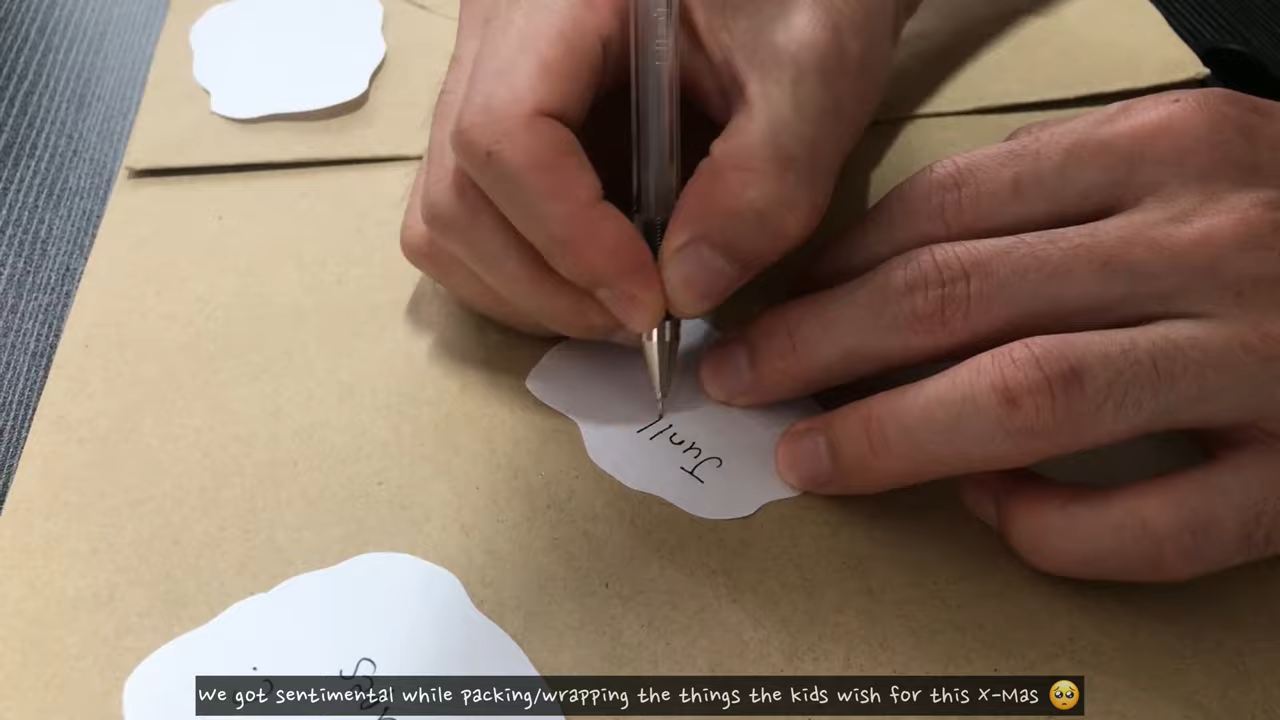 Junll
We got sentimental while packing/wrapping the things the kids wish for this X-Mas 🥺